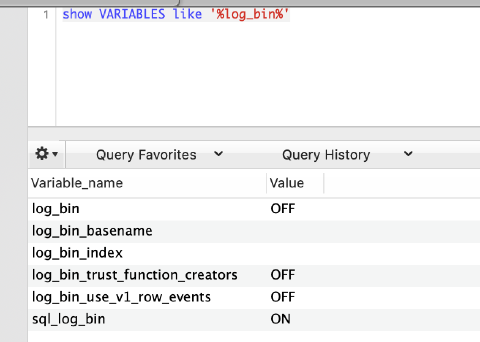 1 show VARIABLES like '%log_bin%'
Query Favorites Query History
Variable_name Value
log_bin OFF
log_bin_basename
log_bin_index
log_bin_trust_function_creators OFF
log_bin_use_v1_row_events OFF
sql_log_bin ON